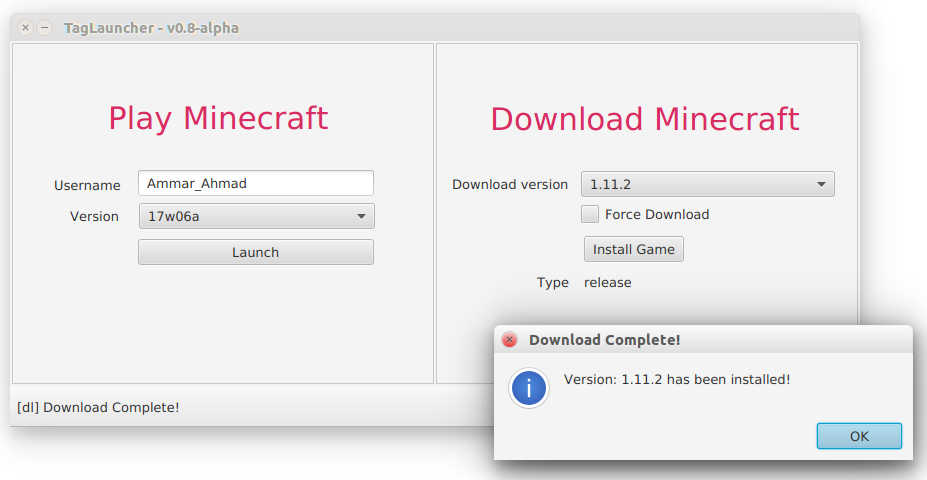 TagLauncher - v0.8-alpha
Play Minecraft
Username
Ammar_Ahmad
Version
17w06a
Launch
Download Minecraft
Download version
1.11.2
Force Download
Install Game
Type release
[dl] Download Complete!
Download Complete!
Version: 1.11.2 has been installed!
OK